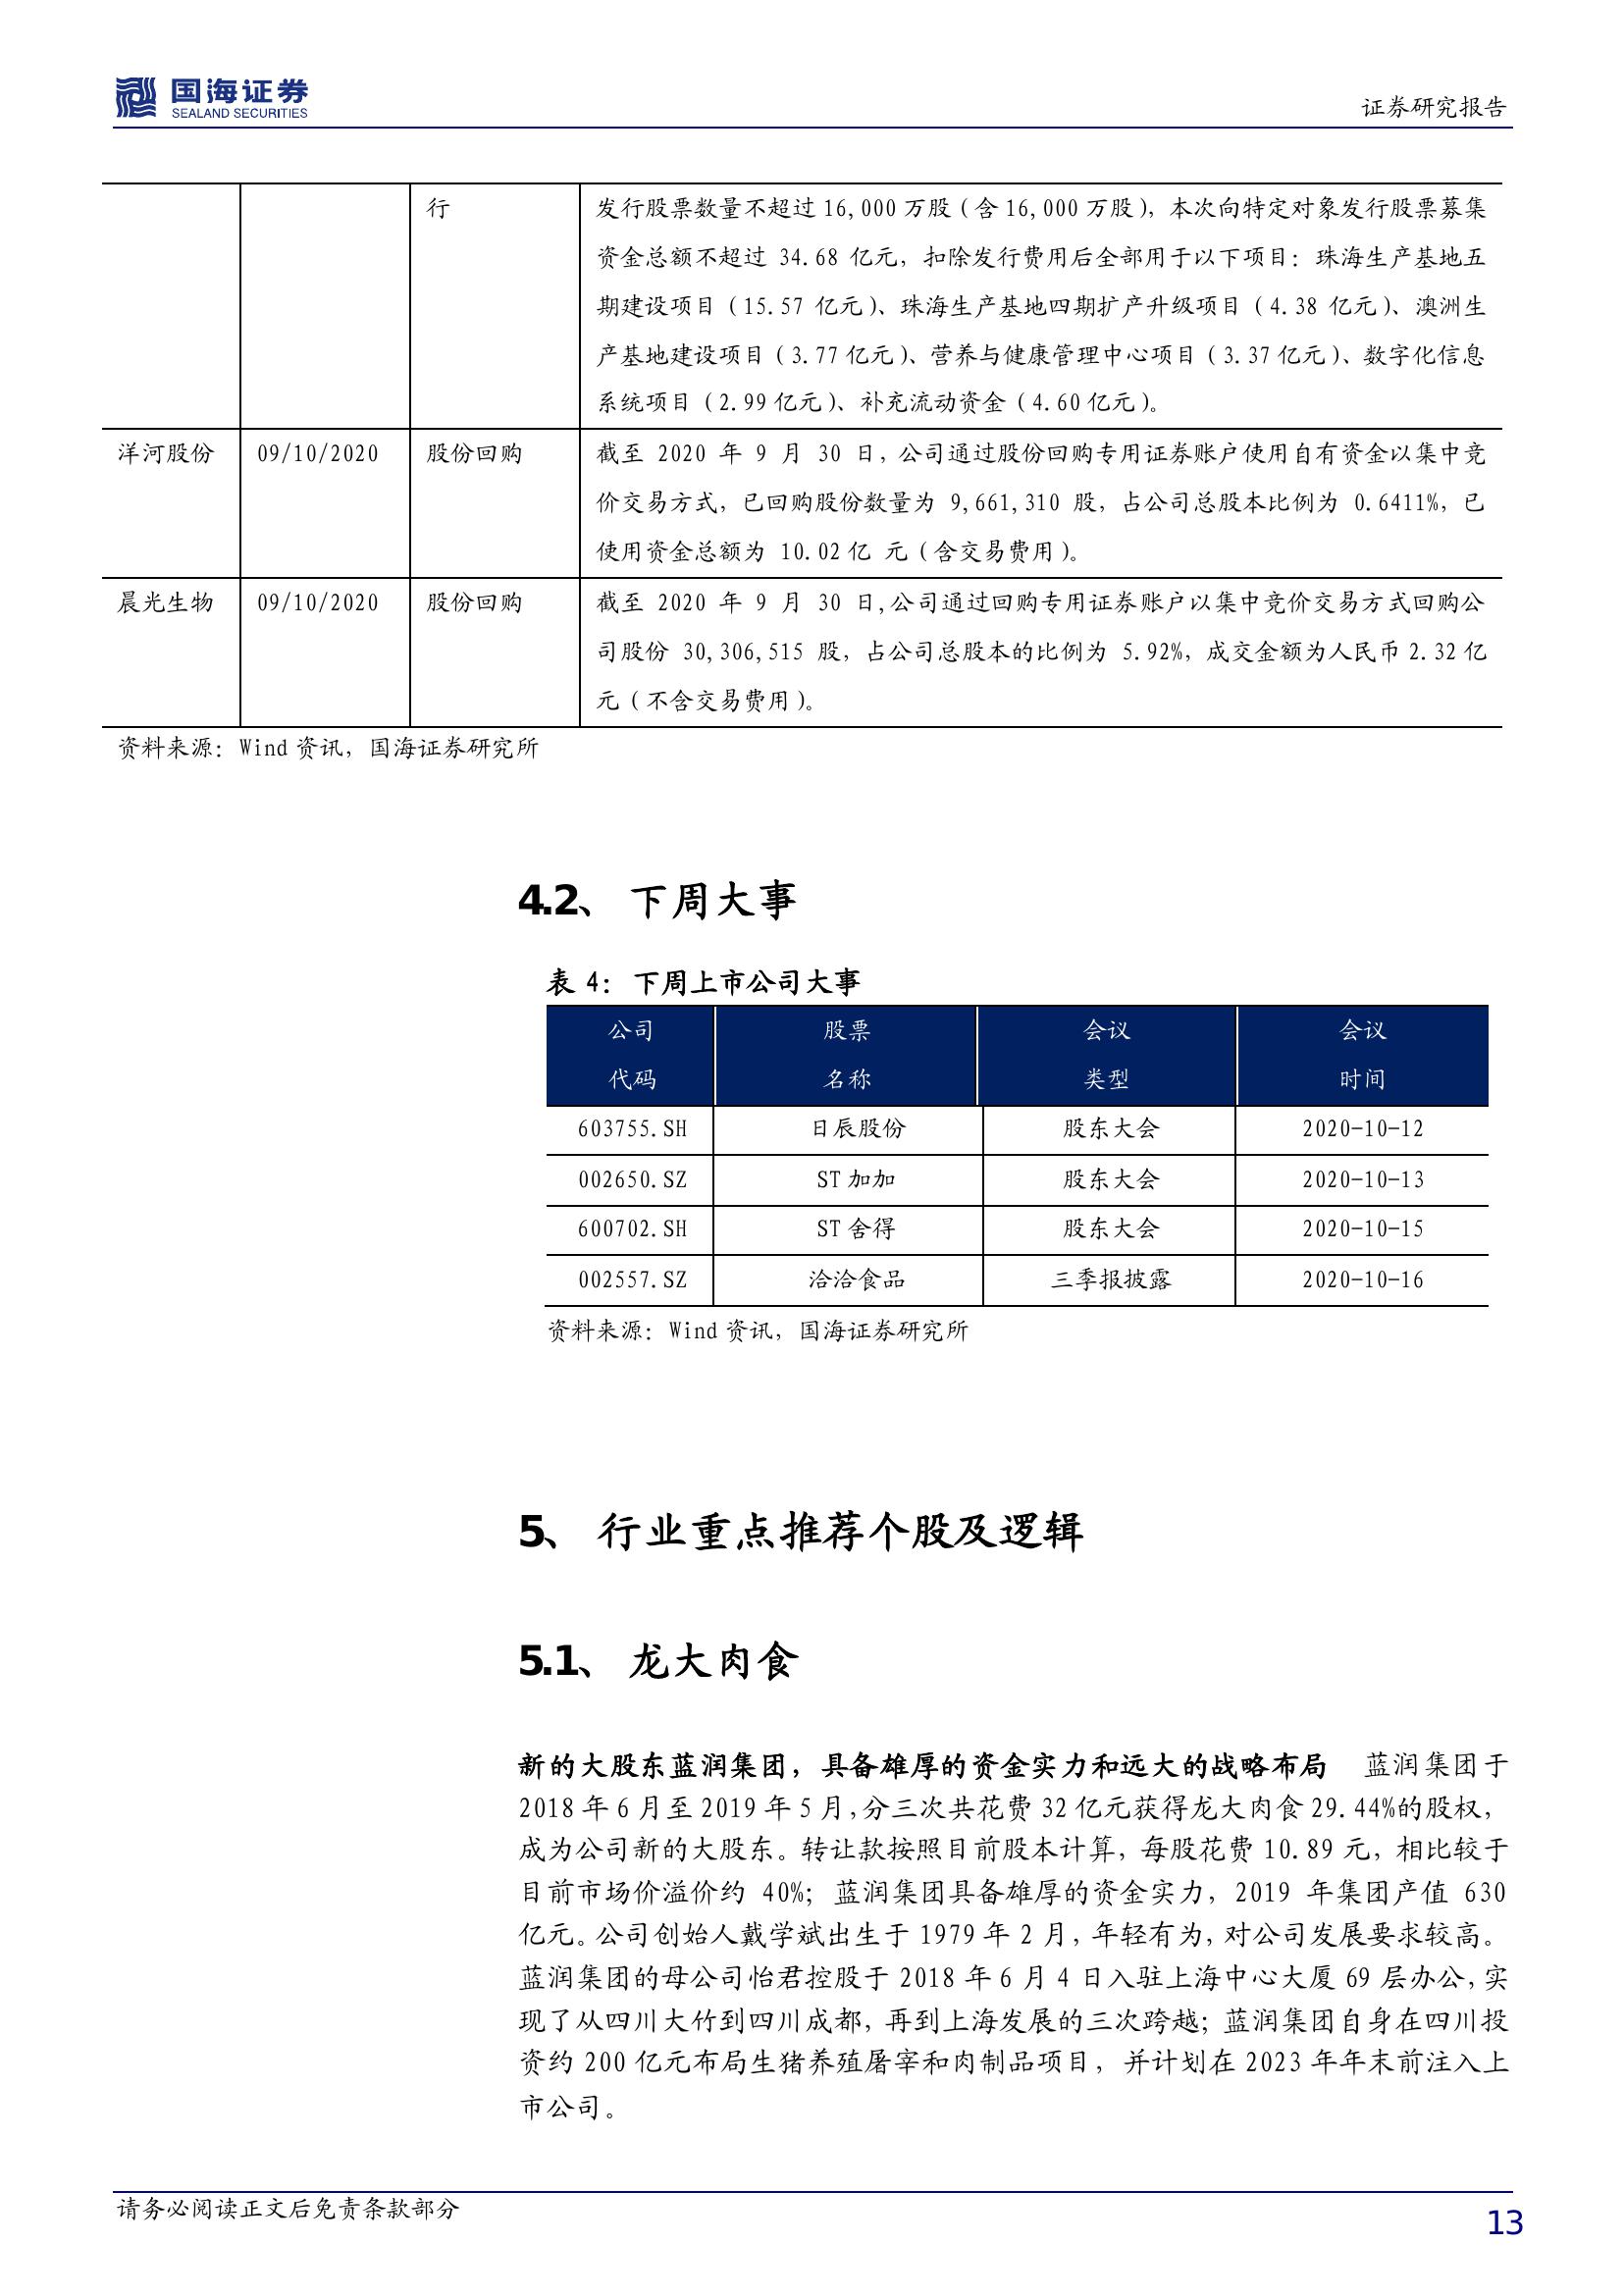 国海证券
SEALAND SECURITIES
证券研究报告
行
发行股票数量不超过 16,000 万股（含 16,000 万股），本次向特定对象发行股票募集
资金总额不超过 34.68 亿元，扣除发行费用后全部用于以下项目：珠海生产基地五
期建设项目（15.57 亿元）、珠海生产基地四期扩产升级项目（4.38 亿元）、澳洲生
产基地建设项目（3.77 亿元）、营养与健康管理中心项目（3.37 亿元）、数字化信息
系统项目（2.99 亿元）、补充流动资金（4.60 亿元）。
洋河股份 09/10/2020 股份回购 截至 2020 年 9 月 30 日，公司通过股份回购专用证券账户使用自有资金以集中竞
价交易方式，已回购股份数量为 9,661,310 股，占公司总股本比例为 0.6411%，已
使用资金总额为 10.02 亿 元（含交易费用）。
晨光生物 09/10/2020 股份回购 截至 2020 年 9 月 30 日,公司通过回购专用证券账户以集中竞价交易方式回购公
司股份 30,306,515 股，占公司总股本的比例为 5.92%，成交金额为人民币 2.32 亿
元（不含交易费用）。
资料来源：Wind 资讯，国海证券研究所
4.2、 下周大事
表 4：下周上市公司大事
公司 股票 会议 会议
代码 名称 类型 时间
603755.SH 日辰股份 股东大会 2020-10-12
002650.SZ ST 加加 股东大会 2020-10-13
600702.SH ST 舍得 股东大会 2020-10-15
002557.SZ 洽洽食品 三季报披露 2020-10-16
资料来源：Wind 资讯，国海证券研究所
5、 行业重点推荐个股及逻辑
5.1、 龙大肉食
新的大股东蓝润集团，具备雄厚的资金实力和远大的战略布局 蓝润集团于
2018 年 6 月至 2019 年 5 月,分三次共花费 32 亿元获得龙大肉食 29.44%的股权，
成为公司新的大股东。转让款按照目前股本计算，每股花费 10.89 元，相比较于
目前市场价溢价约 40%；蓝润集团具备雄厚的资金实力，2019 年集团产值 630
亿元。公司创始人戴学斌出生于 1979 年 2 月，年轻有为，对公司发展要求较高。
蓝润集团的母公司怡君控股于 2018 年 6 月 4 日入驻上海中心大厦 69 层办公,实
现了从四川大竹到四川成都，再到上海发展的三次跨越；蓝润集团自身在四川投
资约 200 亿元布局生猪养殖屠宰和肉制品项目，并计划在 2023 年年末前注入上
市公司。
请务必阅读正文后免责条款部分
13